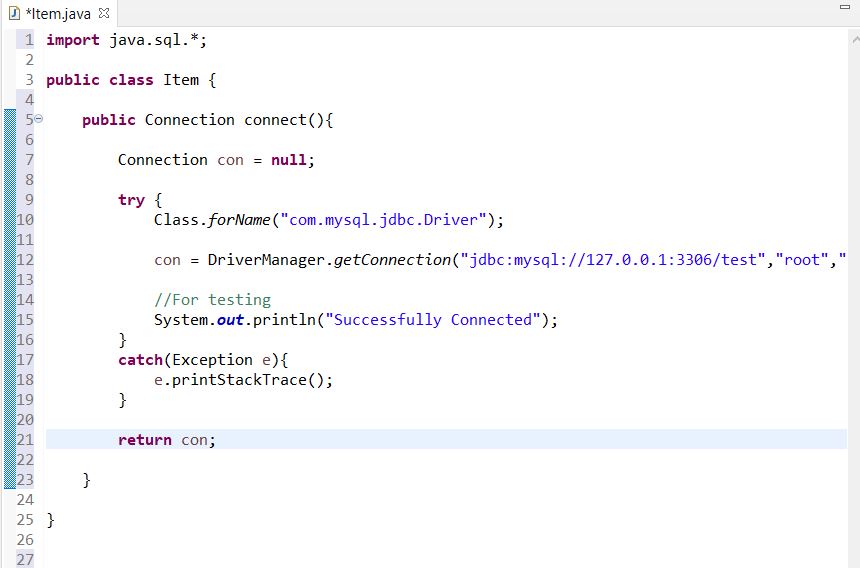 *Item.java
1 import java.sql.*;
2
3 public class Item {
4
5 public Connection connect(){
6
7 Connection con = null;
8
9 try {
10 Class.forName("com.mysql.jdbc.Driver");
11
12 con = DriverManager.getConnection("jdbc:mysql://127.0.0.1:3306/test","root","
13
14 //For testing
15 System.out.println("Successfully Connected");
16 }
17 catch(Exception e){
18 e.printStackTrace();
19 }
20
21 return con;
22
23 }
24
25 }
26
27